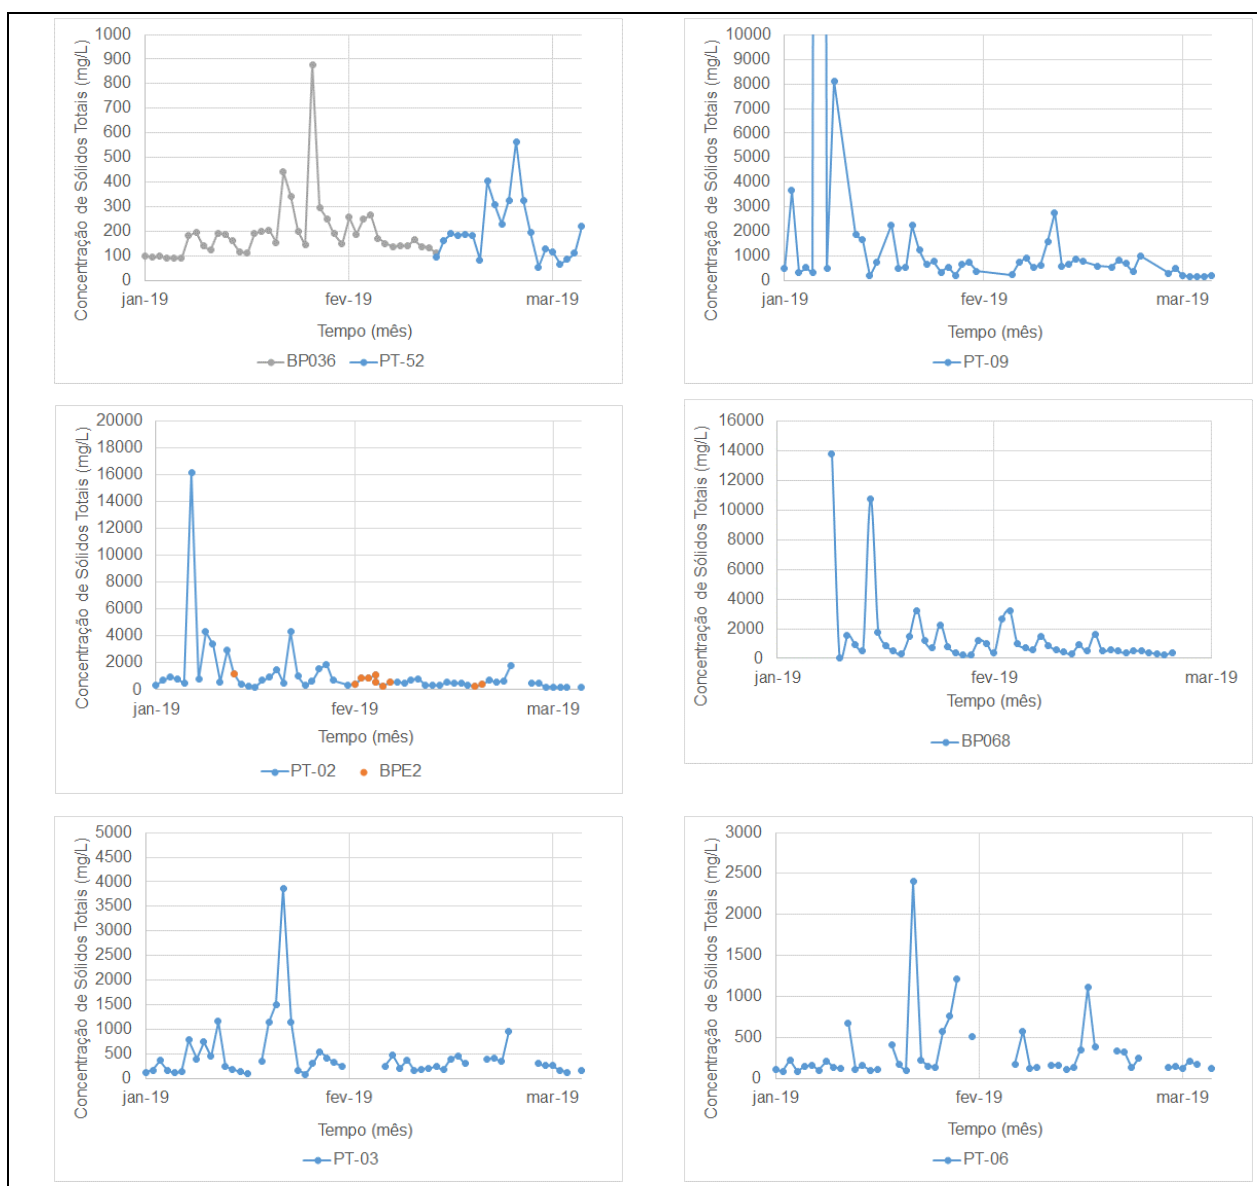 Concentração de Sólidos Totais (mg/L)
1000
900
800
700
600
500
400
300
200
100
0
jan-19 fev-19 mar-19
Tempo (mês)
BP036 PT-52
Concentração de Sólidos Totais (mg/L)
10000
9000
8000
7000
6000
5000
4000
3000
2000
1000
0
jan-19 fev-19 mar-19
Tempo (mês)
PT-09
Concentração de Sólidos Totais (mg/L)
20000
18000
16000
14000
12000
10000
8000
6000
4000
2000
0
jan-19 fev-19 mar-19
Tempo (mês)
PT-02 BPE2
Concentração de Sólidos Totais (mg/L)
16000
14000
12000
10000
8000
6000
4000
2000
0
jan-19 fev-19 mar-19
Tempo (mês)
BP068
Concentração de Sólidos Totais (mg/L)
5000
4500
4000
3500
3000
2500
2000
1500
1000
500
0
jan-19 fev-19 mar-19
Tempo (mês)
PT-03
Concentração de Sólidos Totais (mg/L)
3000
2500
2000
1500
1000
500
0
jan-19 fev-19 mar-19
Tempo (mês)
PT-06